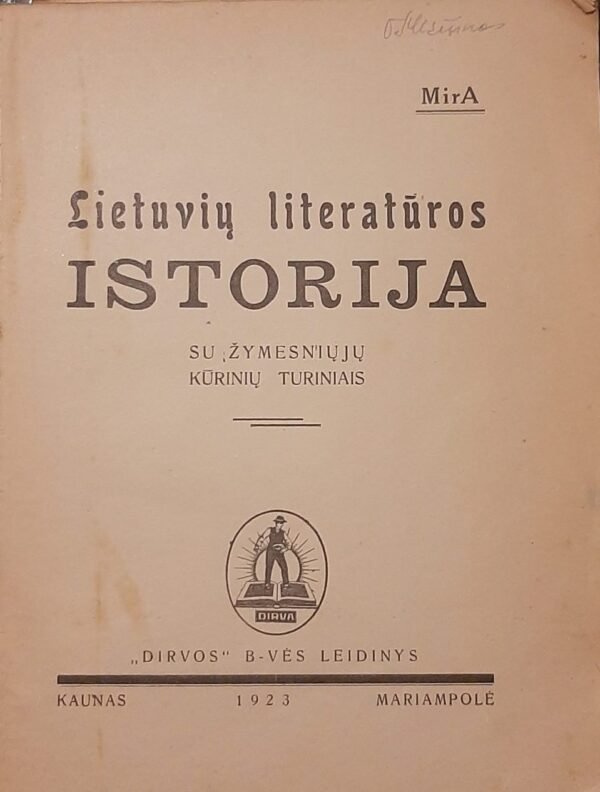 MirA
Lietuvių literatūros
ISTORIJA
SU ŽYMESNIŲJŲ
KŪRINIŲ TURINIAIS
DIRVA
„DIRVOS“ B-VĖS LEIDINYS
KAUNAS 1923 MARIAMPOLĖ